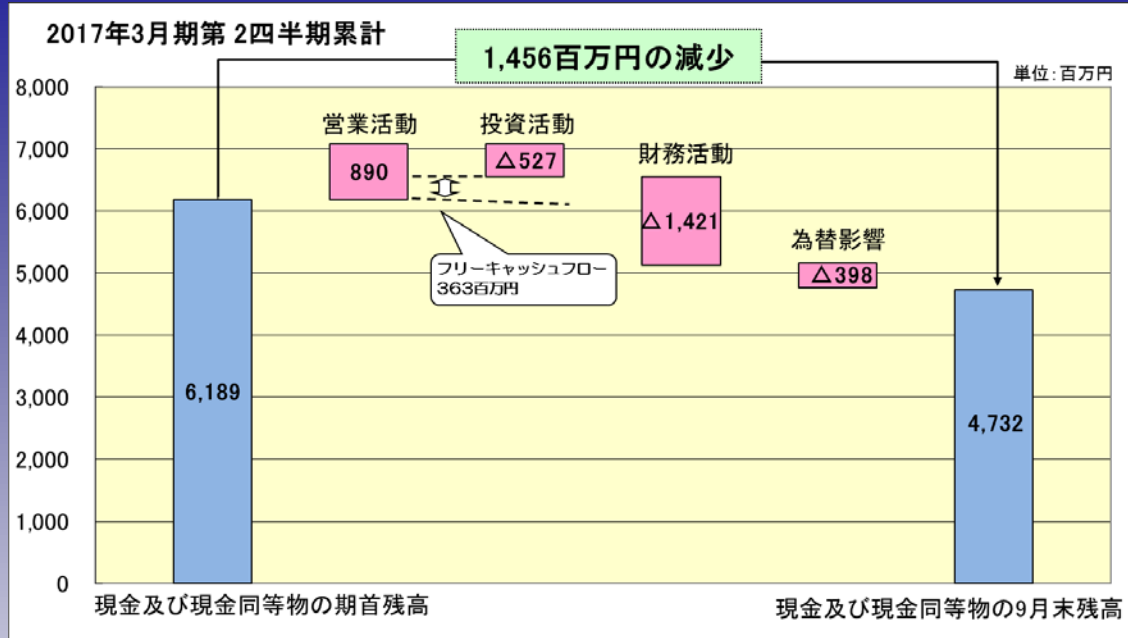 2017年3月期第 2四半期累計
1,456百万円の減少
単位:百万円
8,000
7,000
6,000
5,000
4,000
3,000
2,000
1,000
0
営業活動
890
投資活動
△527
財務活動
△1,421
為替影響
△398
フリーキャッシュフロー
363百万円
6,189
4,732
現金及び現金同等物の期首残高
現金及び現金同等物の9月末残高